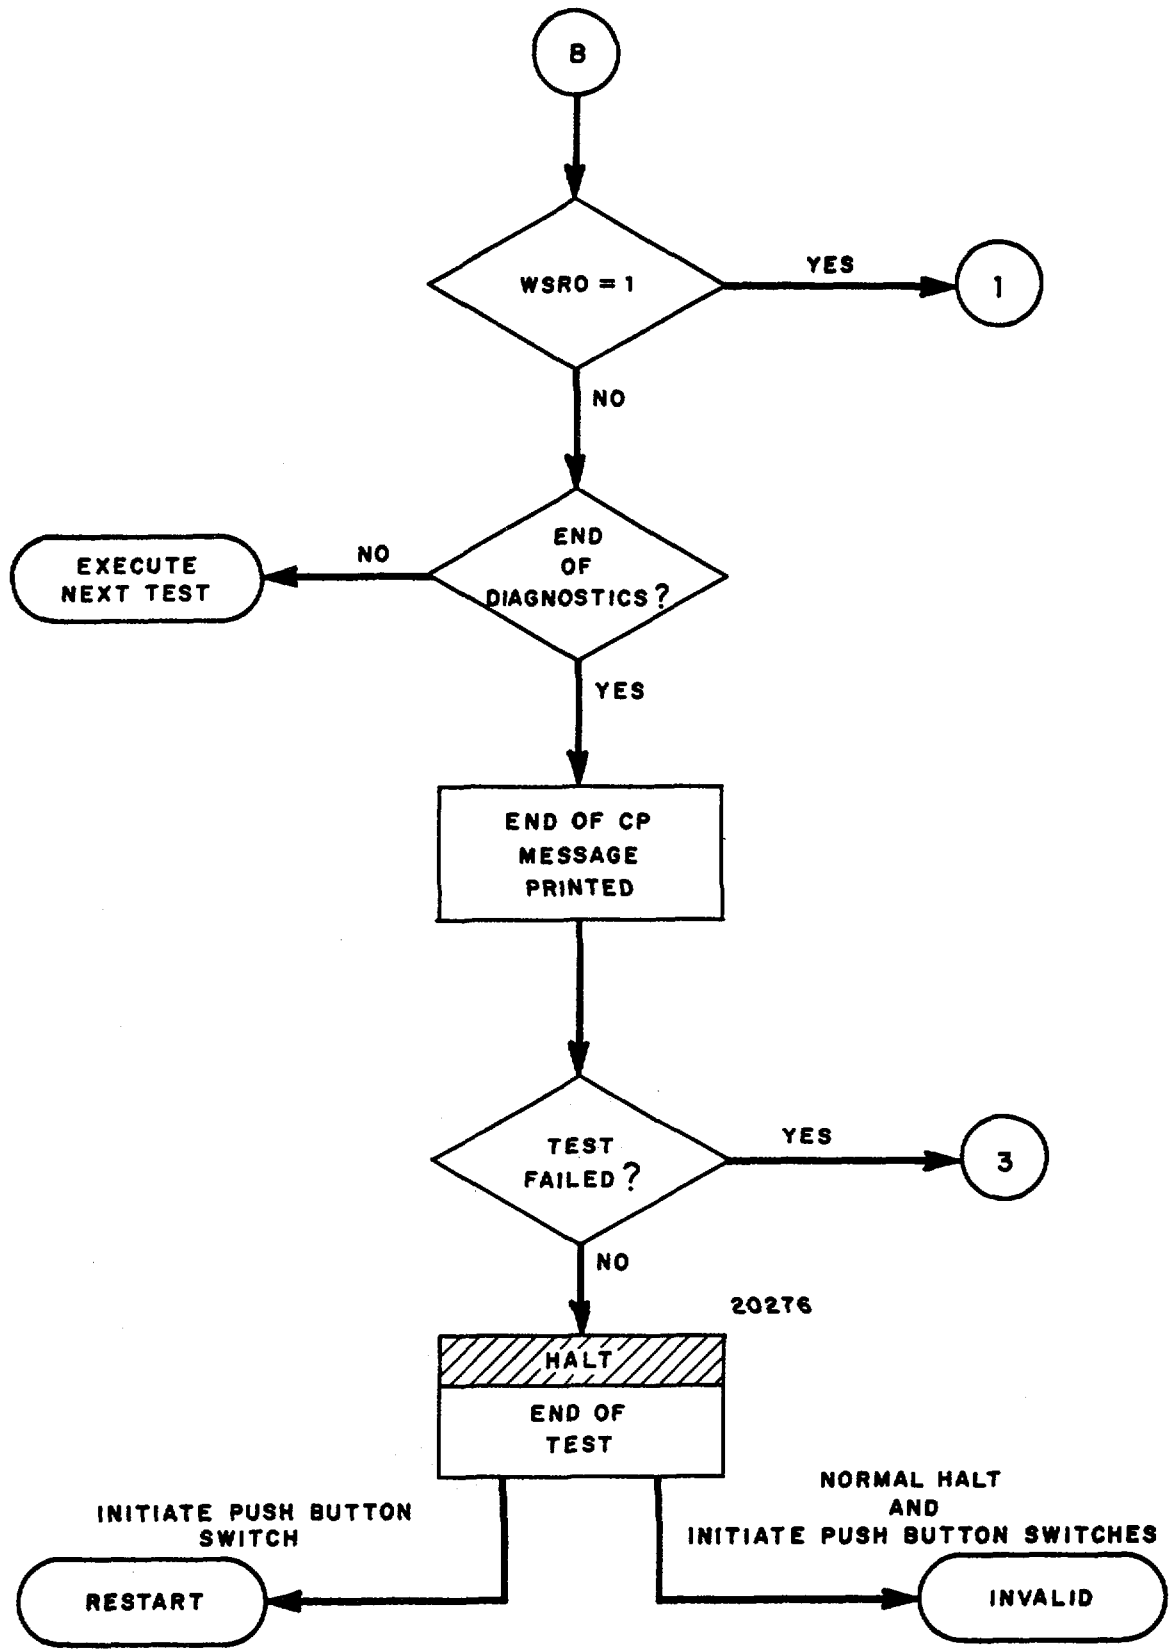 B
WSR0 = 1
YES
1
NO
END
OF
DIAGNOSTICS?
NO
EXECUTE
NEXT TEST
YES
END OF CP
MESSAGE
PRINTED
TEST
FAILED?
YES
3
NO
20276
HALT
END OF
TEST
INITIATE PUSH BUTTON
SWITCH
RESTART
NORMAL HALT
AND
INITIATE PUSH BUTTON SWITCHES
INVALID